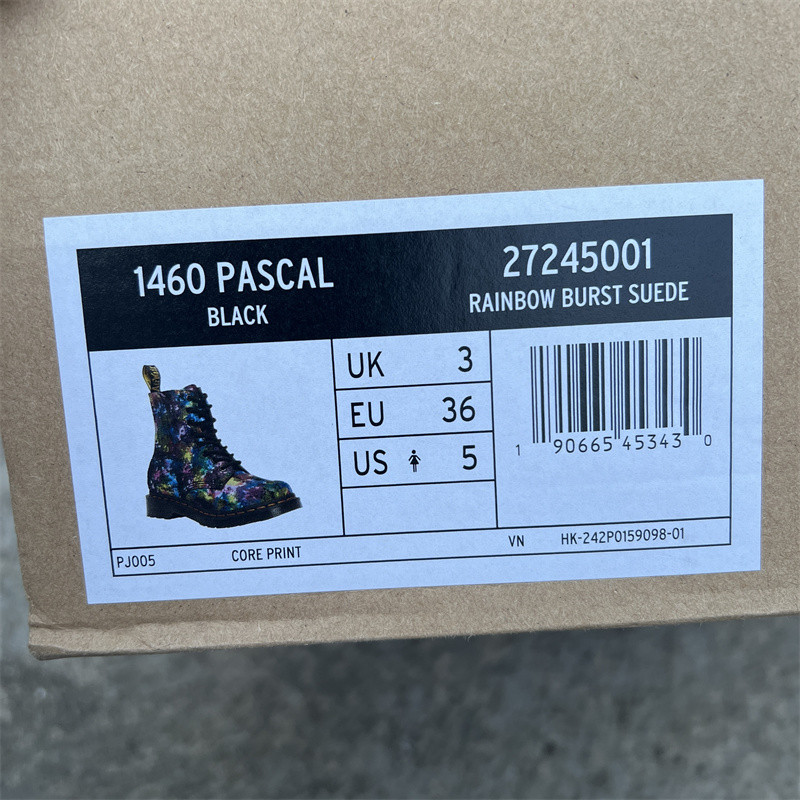 1460 PASCAL
BLACK
27245001
RAINBOW BURST SUEDE
UK 3
EU 36
US 5
1 90665 45343 0
PJ005
CORE PRINT
VN
HK-242P0159098-01